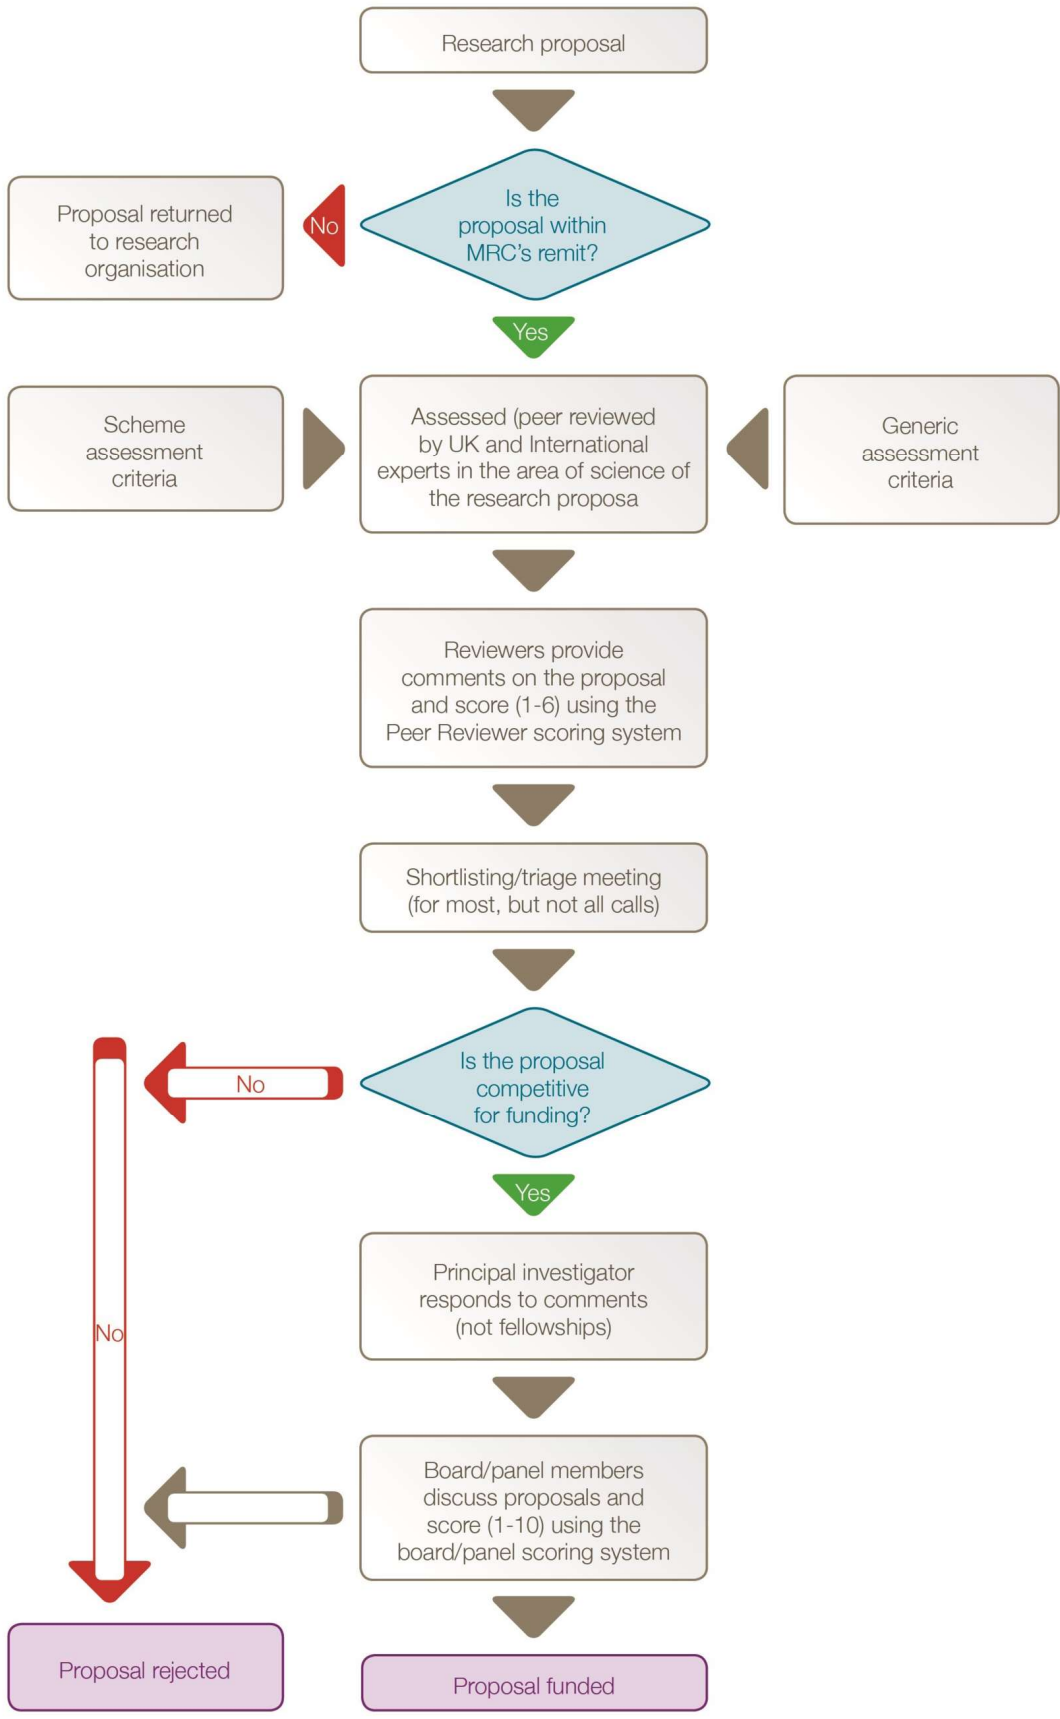 Research proposal
Is the
proposal within
MRC's remit?
No
Proposal returned
to research
organisation
Yes
Scheme
assessment
criteria
Assessed (peer reviewed
by UK and International
experts in the area of science of
the research proposa
Generic
assessment
criteria
Reviewers provide
comments on the proposal
and score (1-6) using the
Peer Reviewer scoring system
Shortlisting/triage meeting
(for most, but not all calls)
Is the proposal
competitive
for funding?
No
Yes
Principal investigator
responds to comments
(not fellowships)
No
Board/panel members
discuss proposals and
score (1-10) using the
board/panel scoring system
Proposal rejected
Proposal funded